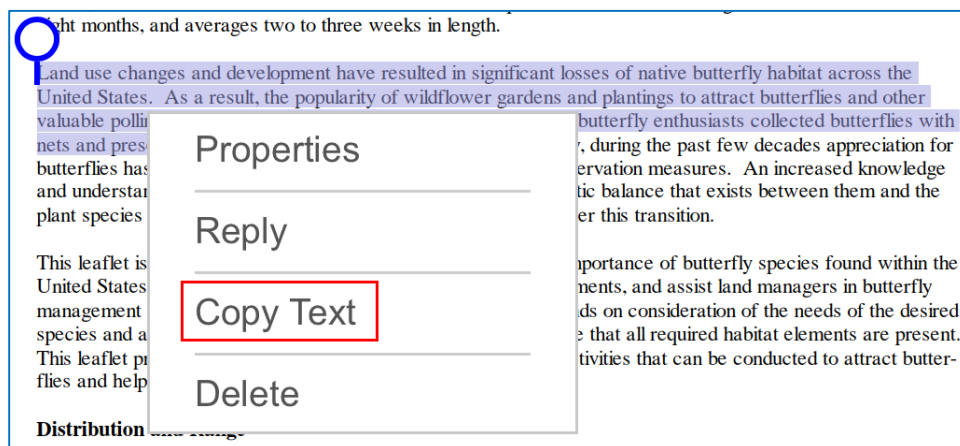 ght months, and averages two to three weeks in length.
Land use changes and development have resulted in significant losses of native butterfly habitat across the
United States. As a result, the popularity of wildflower gardens and plantings to attract butterflies and other
valuable butterfly enthusiasts collected butterflies with
nets and , during the past few decades appreciation for
butterflies has ervation measures. An increased knowledge
and tic balance that exists between them and the
plant species er this transition.
This leaflet is portance of butterfly species found within the
United States ments, and assist land managers in butterfly
management ds on consideration of the needs of the desired
species and a e that all required habitat elements are present.
This leaflet tivities that can be conducted to attract butter-
flies and help
Distribution and Range
Properties
Reply
Copy Text
Delete